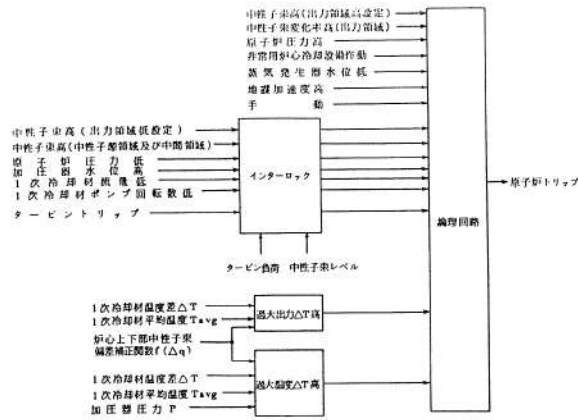 中性子束高(出力領域高設定)
中性子束変化率高(出力領域)
原子炉圧力高
非常用炉心冷却設備作動
蒸気発生器水位低
地震加速度高
手動
中性子束高(出力領域低設定)
中性子束高(中性子源領域及び中間領域)
原子炉圧力低
加圧器水位高
1次冷却材流量低
1次冷却材ポンプ回転数低
タービントリップ
インターロック
論理回路
原子炉トリップ
タービン負荷 中性子束レベル
1次冷却材温度差△T
1次冷却材平均温度Tavg
過大出力△T高
炉心上下部中性子束
偏差補正関数f(△q)
1次冷却材温度差△T
1次冷却材平均温度Tavg
加圧器圧力P
過大温度△T高